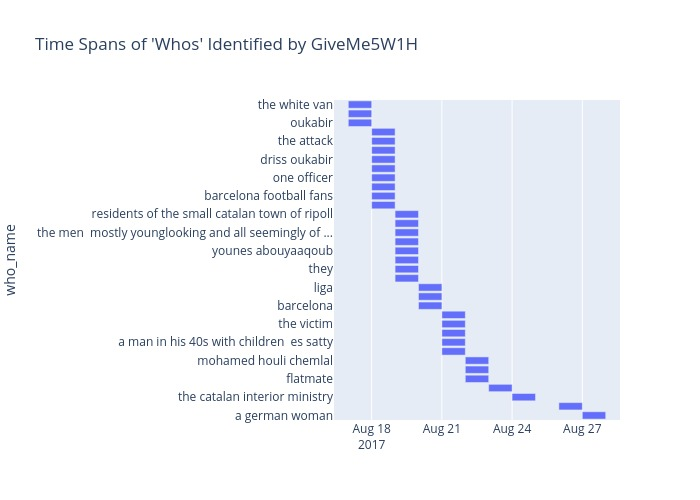 Time Spans of 'Whos' Identified by GiveMe5W1H
who_name
the white van
oukabir
the attack
driss oukabir
one officer
barcelona football fans
residents of the small catalan town of ripoll
the men  mostly younglooking and all seemingly of ...
younes abouyaaqoub
they
liga
barcelona
the victim
a man in his 40s with children  es satty
mohamed houli chemlal
flatmate
the catalan interior ministry
a german woman
Aug 18
2017
Aug 21
Aug 24
Aug 27